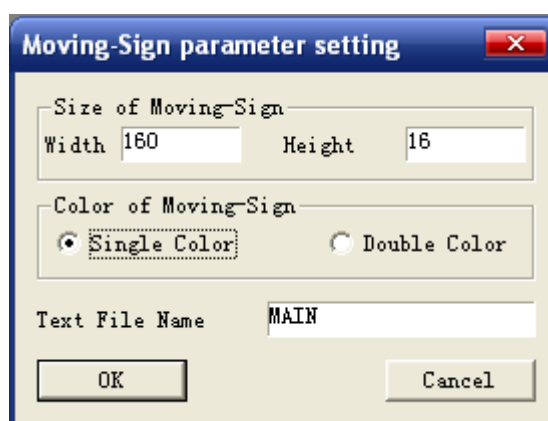 Moving-Sign parameter setting
Size of Moving-Sign
Width 160 Height 16
Color of Moving-Sign
Single Color Double Color
Text File Name MAIN
OK Cancel